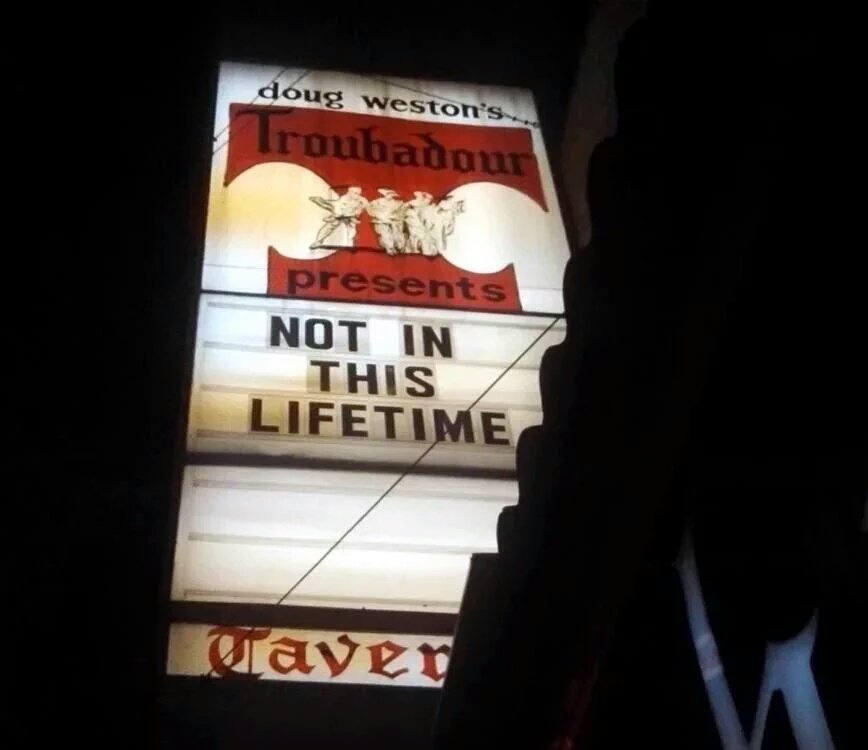 doug weston's
Troubadour
presents
NOT IN
THIS
LIFETIME